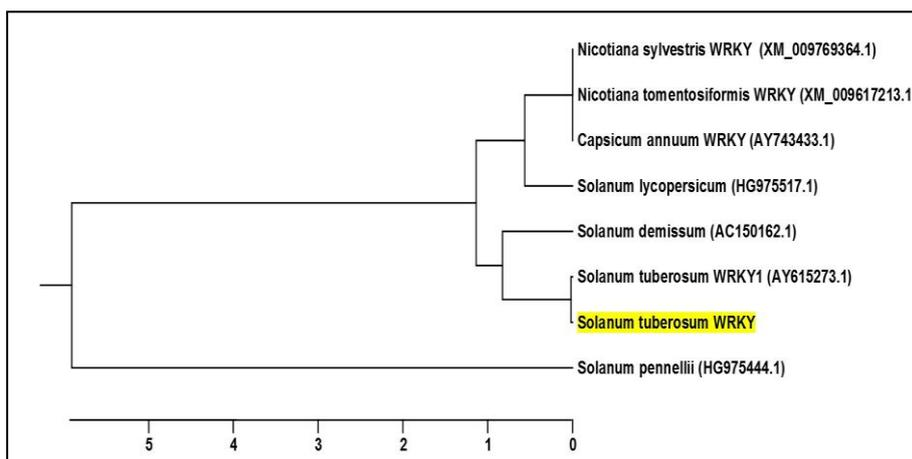 Nicotiana sylvestris WRKY (XM_009769364.1)
Nicotiana tomentosiformis WRKY (XM_009617213.1
Capsicum annuum WRKY (AY743433.1)
Solanum lycopersicum (HG975517.1)
Solanum demissum (AC150162.1)
Solanum tuberosum WRKY1 (AY615273.1)
Solanum tuberosum WRKY
Solanum pennellii (HG975444.1)
5 4 3 2 1 0